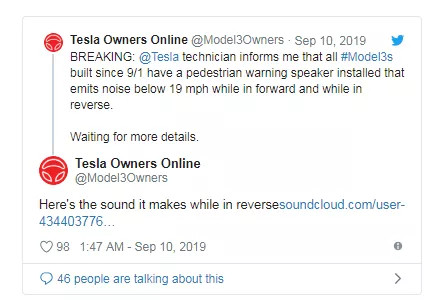 Tesla Owners Online @Model3Owners · Sep 10, 2019
BREAKING: @Tesla technician informs me that all #Model3s
built since 9/1 have a pedestrian warning speaker installed that
emits noise below 19 mph while in forward and while in
reverse.
Waiting for more details.
Tesla Owners Online
@Model3Owners
Here's the sound it makes while in reversesoundcloud.com/user-
434403776…
98 1:47 AM - Sep 10, 2019
46 people are talking about this